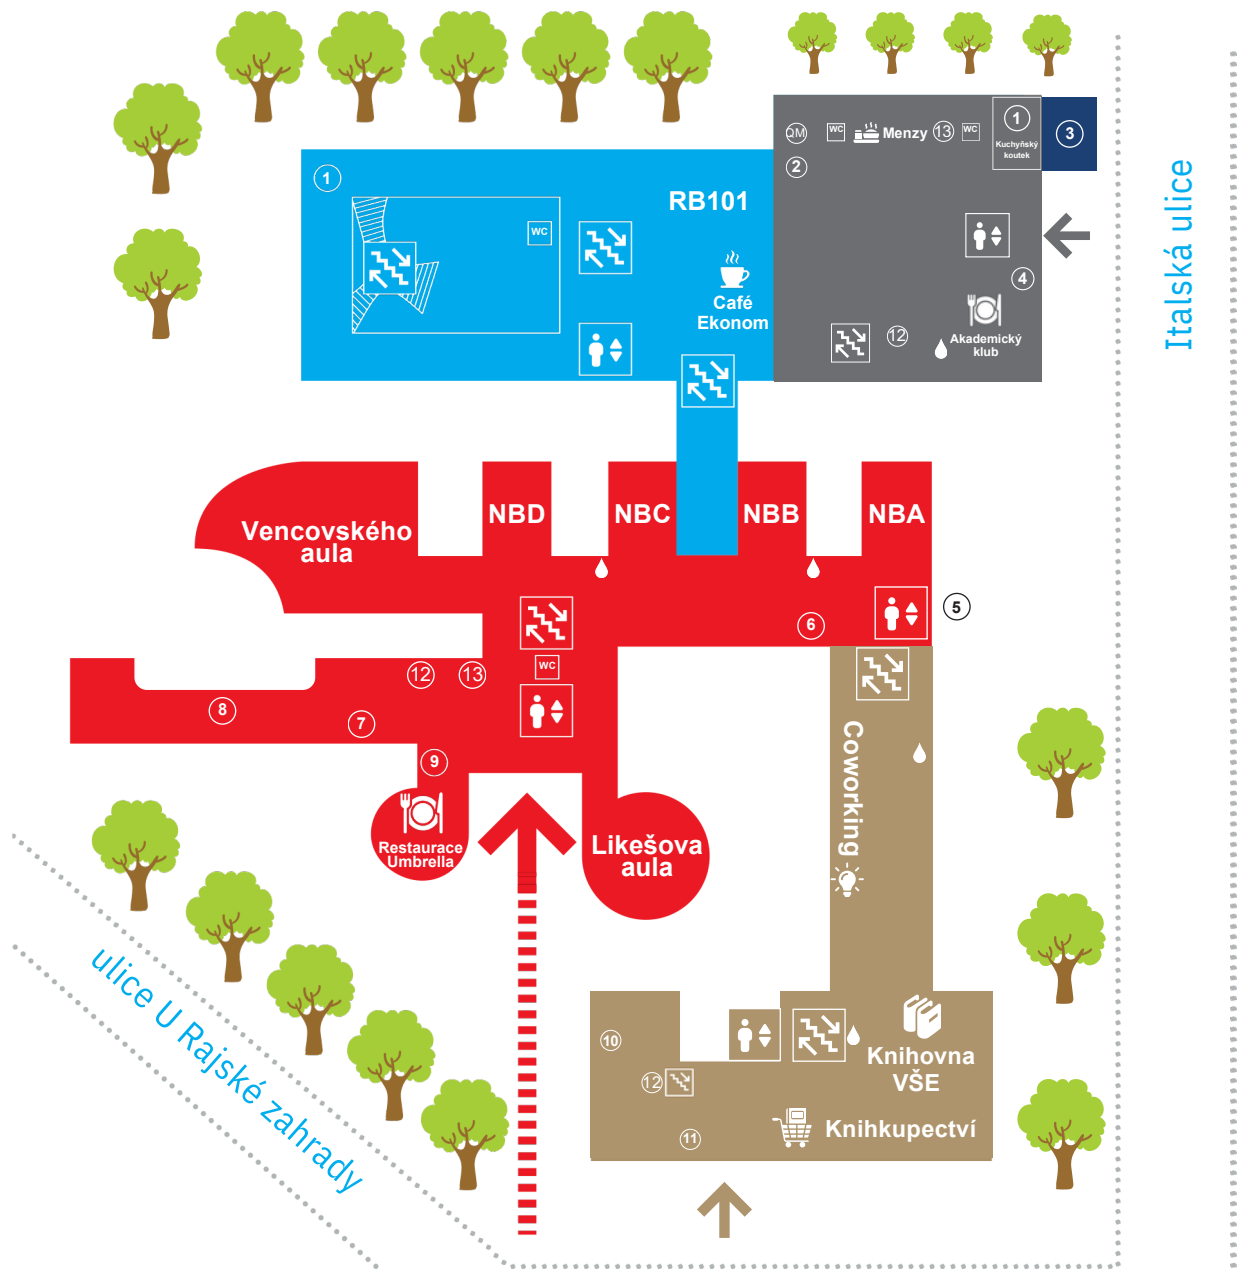 1
Kuchyňský
koutek
3
QM
WC
Menzy
13
WC
2
1
RB101
WC
Café
Ekonom
4
Akademický
klub
12
Italská ulice
Vencovského
aula
NBD
NBC
NBB
NBA
5
6
WC
12
13
8
7
9
Restaurace
Umbrella
Likešova
aula
Coworking
ulice U Rajské zahrady
10
12
11
Knihovna
VŠE
Knihkupectví